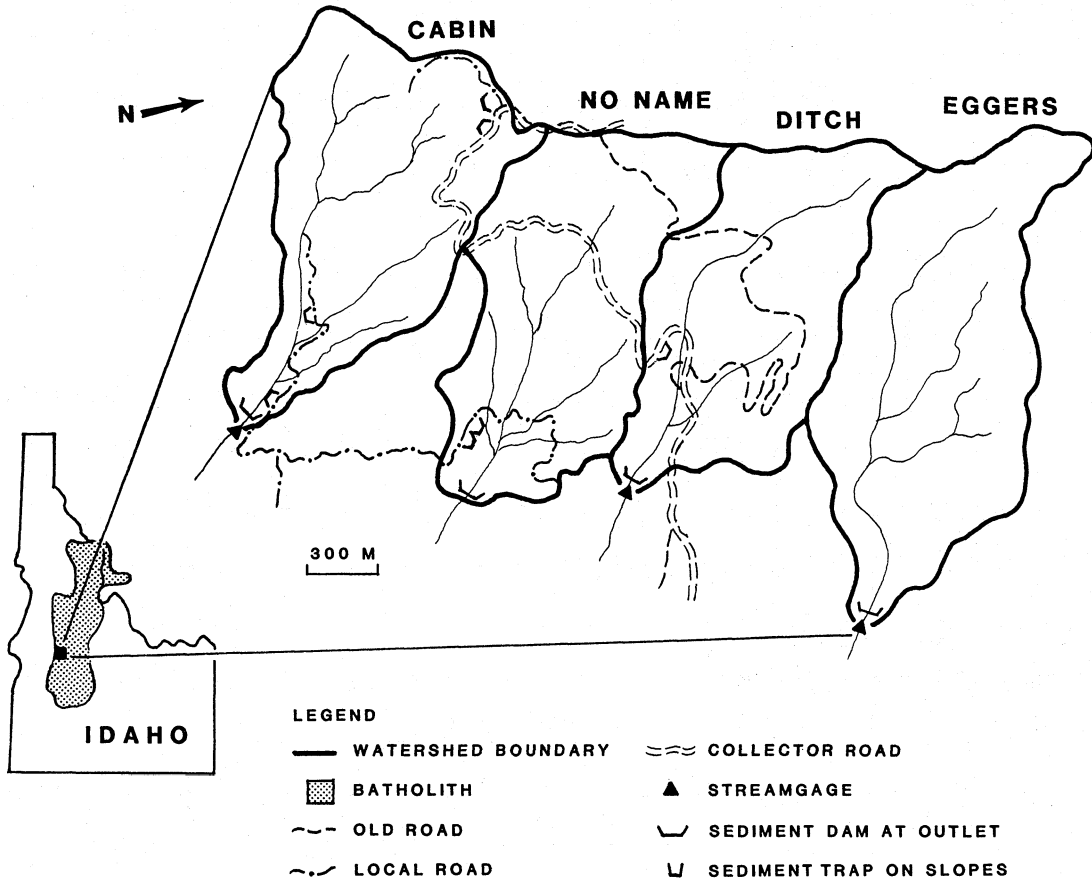 CABIN
N
NO NAME
DITCH
EGGERS
300 M
IDAHO
LEGEND
WATERSHED BOUNDARY
BATHOLITH
OLD ROAD
LOCAL ROAD
COLLECTOR ROAD
STREAMGAGE
SEDIMENT DAM AT OUTLET
SEDIMENT TRAP ON SLOPES